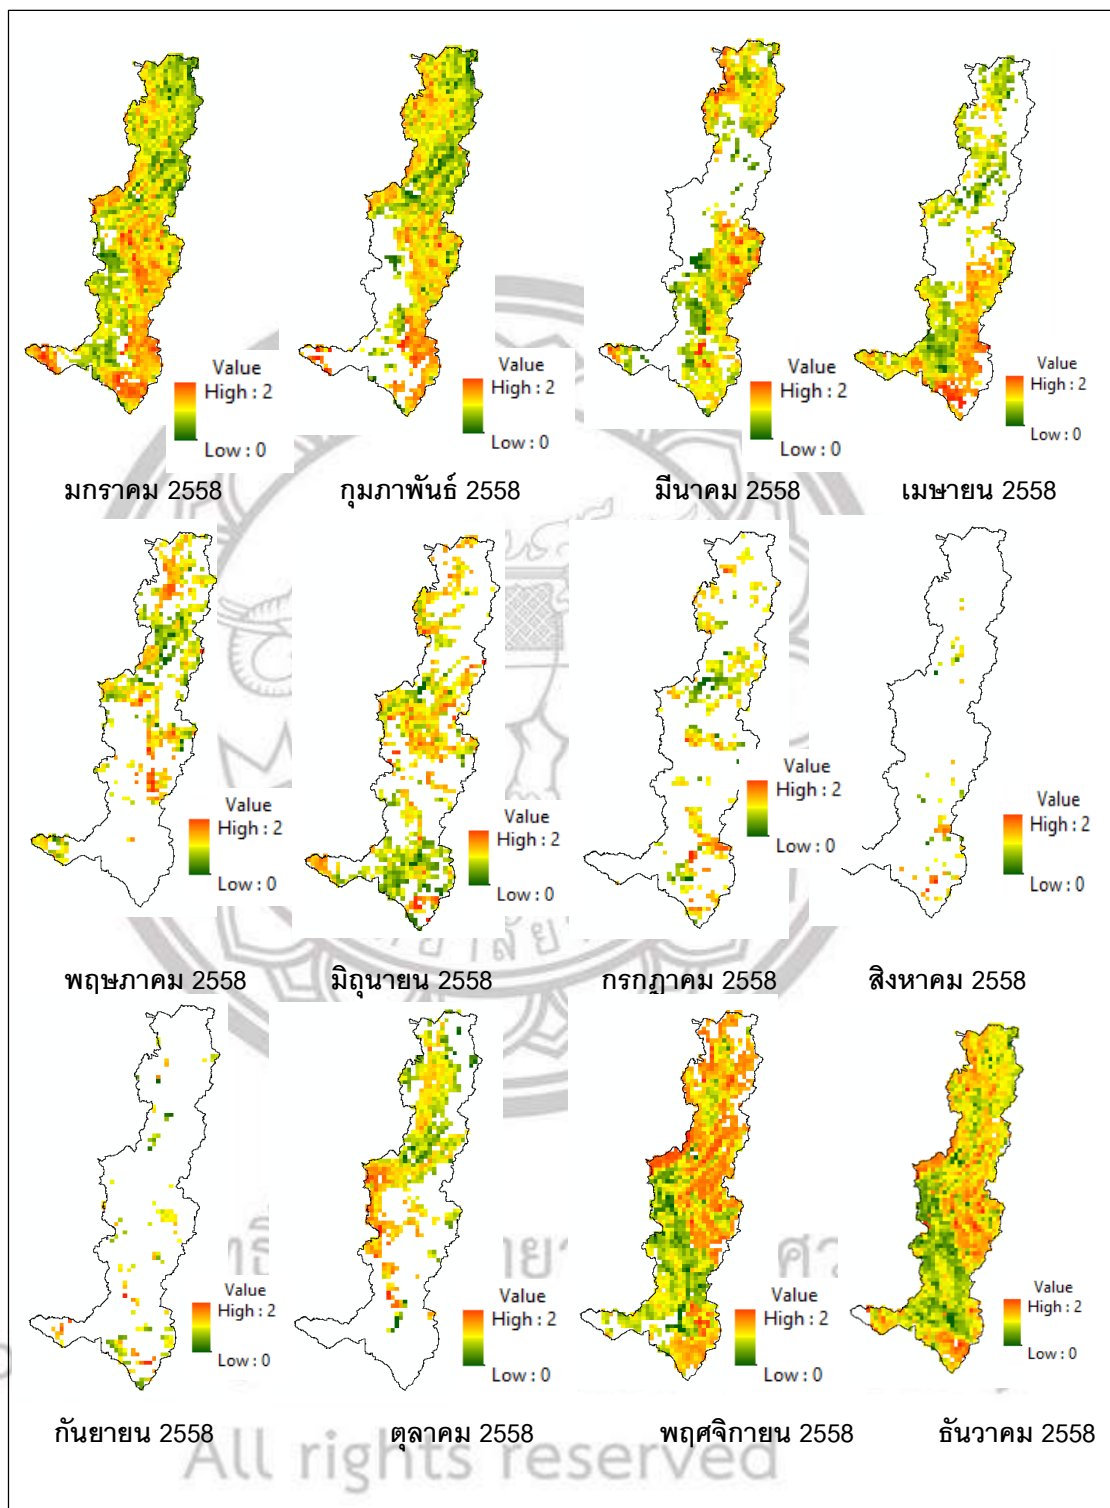 Value
High : 2
Low : 0
Value
High : 2
Low : 0
Value
High : 2
Low : 0
Value
High : 2
Low : 0
มกราคม 2558
กุมภาพันธ์ 2558
มีนาคม 2558
เมษายน 2558
Value
High : 2
Low : 0
Value
High : 2
Low : 0
Value
High : 2
Low : 0
Value
High : 2
Low : 0
พฤษภาคม 2558
มิถุนายน 2558
กรกฎาคม 2558
สิงหาคม 2558
Value
High : 2
Low : 0
Value
High : 2
Low : 0
Value
High : 2
Low : 0
Value
High : 2
Low : 0
กันยายน 2558
ตุลาคม 2558
พฤศจิกายน 2558
ธันวาคม 2558
All rights reserved